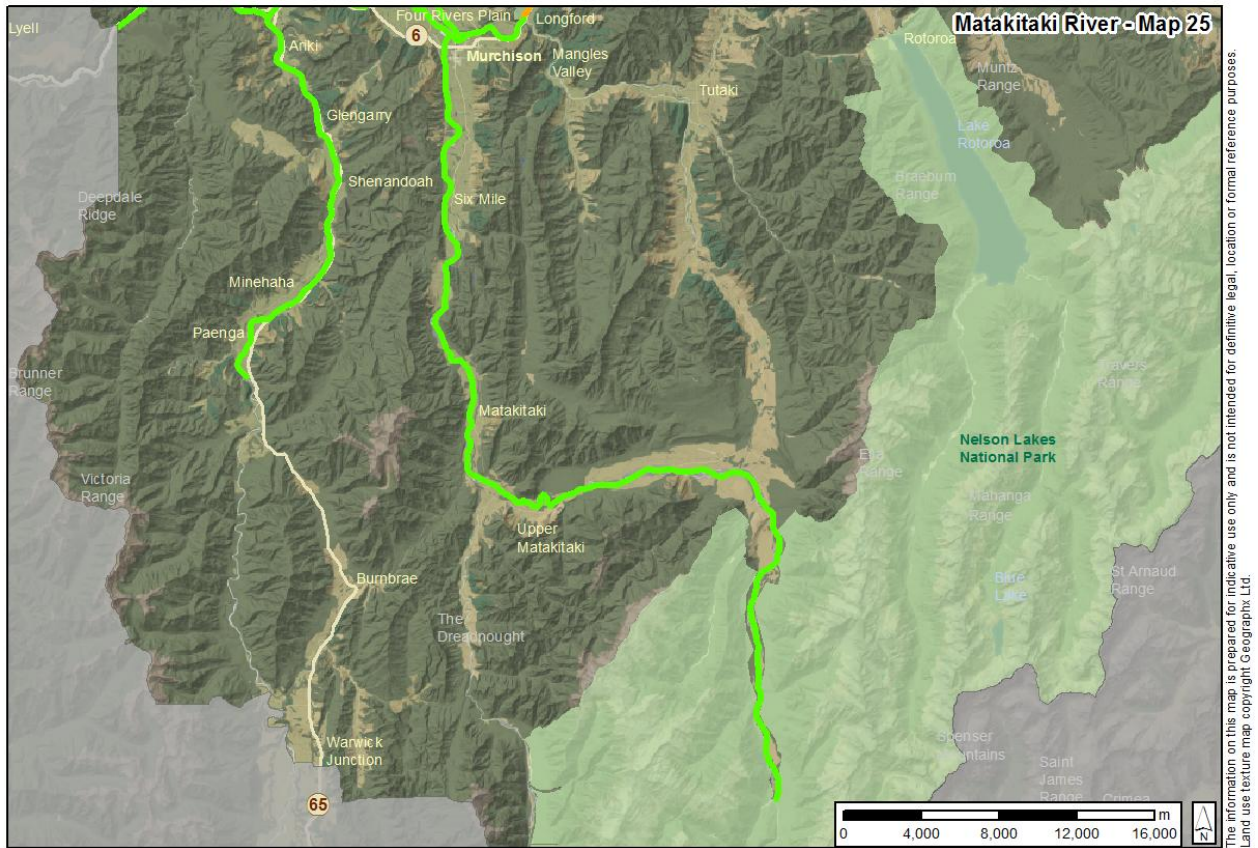 Matakitaki River - Map 25
Lyell
Four Rivers Plain
Longford
6
Ariki
Murchison
Mangles
Valley
Rotoroa
Muntz
Range
Tutaki
Glengarry
Lake
Rotoroa
Shenandoah
Braeburn
Range
Deepdale
Ridge
Six Mile
Minehaha
Paenga
Brunner
Range
Travers
Range
Matakitaki
Nelson Lakes
National Park
Ella
Range
Victoria
Range
Mahanga
Range
Upper
Matakitaki
Burnbrae
Blue
Lake
St Arnaud
Range
The
Dreadnought
Warwick
Junction
Spenser
Mountains
Saint
James
Range
Crimea
65
0 4,000 8,000 12,000 16,000 m
N
The information on this map is prepared for indicative use only and is not intended for definitive legal, location or formal reference purposes.
Land use texture map copyright Geographx Ltd.